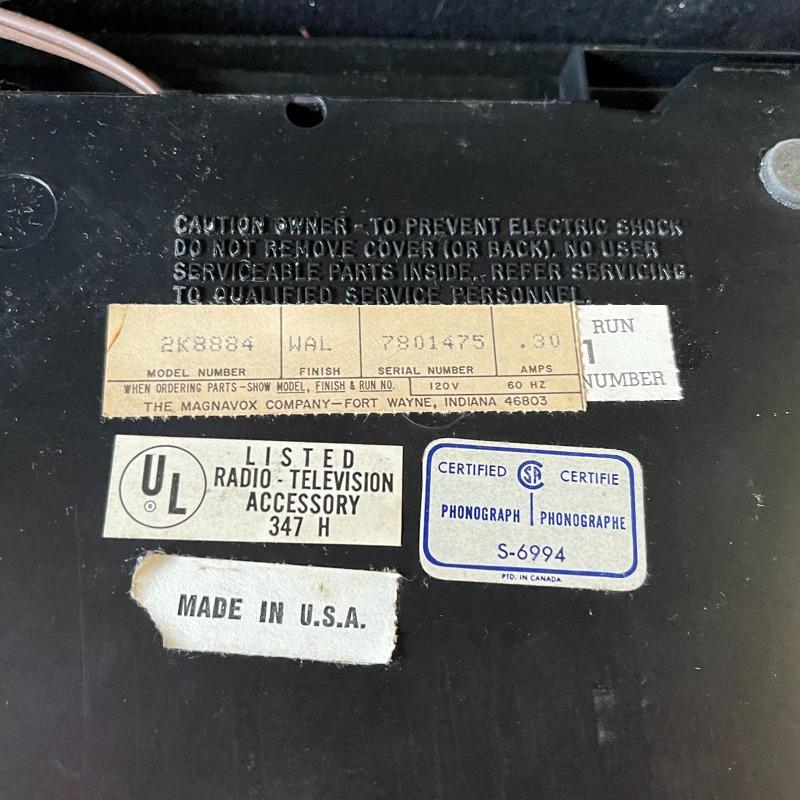 CAUTION OWNER - TO PREVENT ELECTRIC SHOCK
DO NOT REMOVE COVER (OR BACK). NO USER
SERVICEABLE PARTS INSIDE. REFER SERVICING
TO QUALIFIED SERVICE PERSONNEL.
2K8884 WAL 7801475 .30
MODEL NUMBER FINISH SERIAL NUMBER AMPS
WHEN ORDERING PARTS-SHOW MODEL, FINISH & RUN NO. 120V 60 HZ
THE MAGNAVOX COMPANY-FORT WAYNE, INDIANA 46803
RUN
1
NUMBER
UL ®
LISTED
RADIO - TELEVISION
ACCESSORY
347 H
CERTIFIED SA CERTIFIE
PHONOGRAPH PHONOGRAPHE
S-6994
PTD. IN CANADA
MADE IN U.S.A.